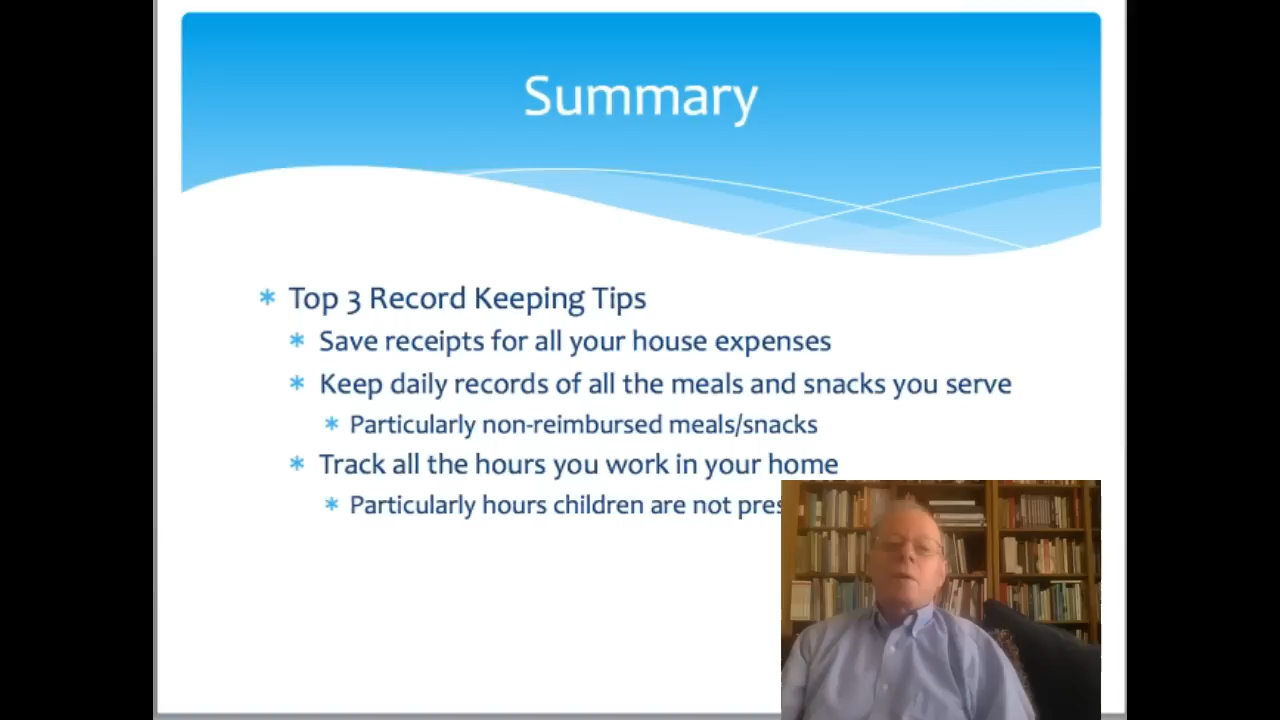 Summary
* Top 3 Record Keeping Tips
* Save receipts for all your house expenses
* Keep daily records of all the meals and snacks you serve
* Particularly non-reimbursed meals/snacks
* Track all the hours you work in your home
* Particularly hours children are not